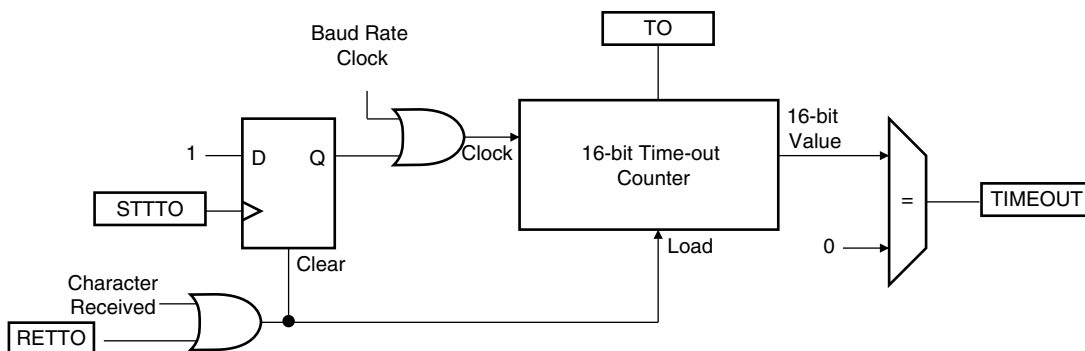 TO
Baud Rate
Clock
16-bit
Value
1
D
Q
Clock
16-bit Time-out
Counter
STTTO
=
TIMEOUT
Clear
Load
0
Character
Received
RETTO